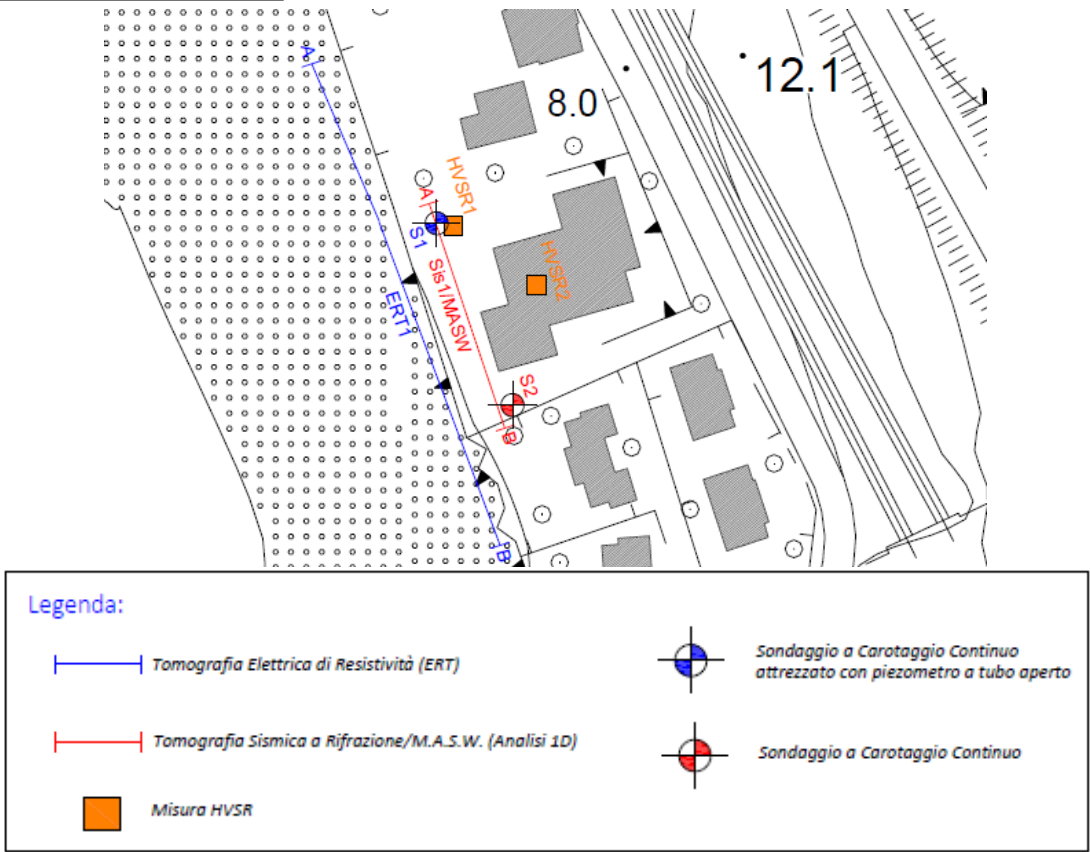 A
12.1
8.0
HVSR1
A
S1
HVSR2
Sis1/MASW
ERT1
S2
B
B
Legenda:
Tomografia Elettrica di Resistività (ERT)
Sondaggio a Carotaggio Continuo
attrezzato con piezometro a tubo aperto
Tomografia Sismica a Rifrazione/M.A.S.W. (Analisi 1D)
Sondaggio a Carotaggio Continuo
Misura HVSR